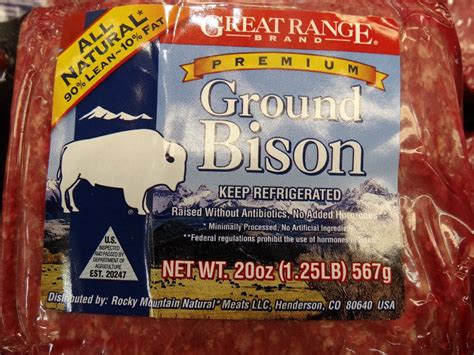 GREAT RANGE
BRAND
ALL
NATURAL*
90% LEAN~10% FAT
PREMIUM
Ground
Bison
KEEP REFRIGERATED
Raised Without Antibiotics, No Added Hormones**
* Minimally Processed, No Artificial Ingredients
**Federal regulations prohibit the use of hormones
U.S.
INSPECTED
AND PASSED BY
DEPARTMENT OF
AGRICULTURE
EST. 20247
NET WT. 20oz (1.25LB) 567g
Distributed by: Rocky Mountain Natural* Meats LLC, Henderson, CO 80640 USA